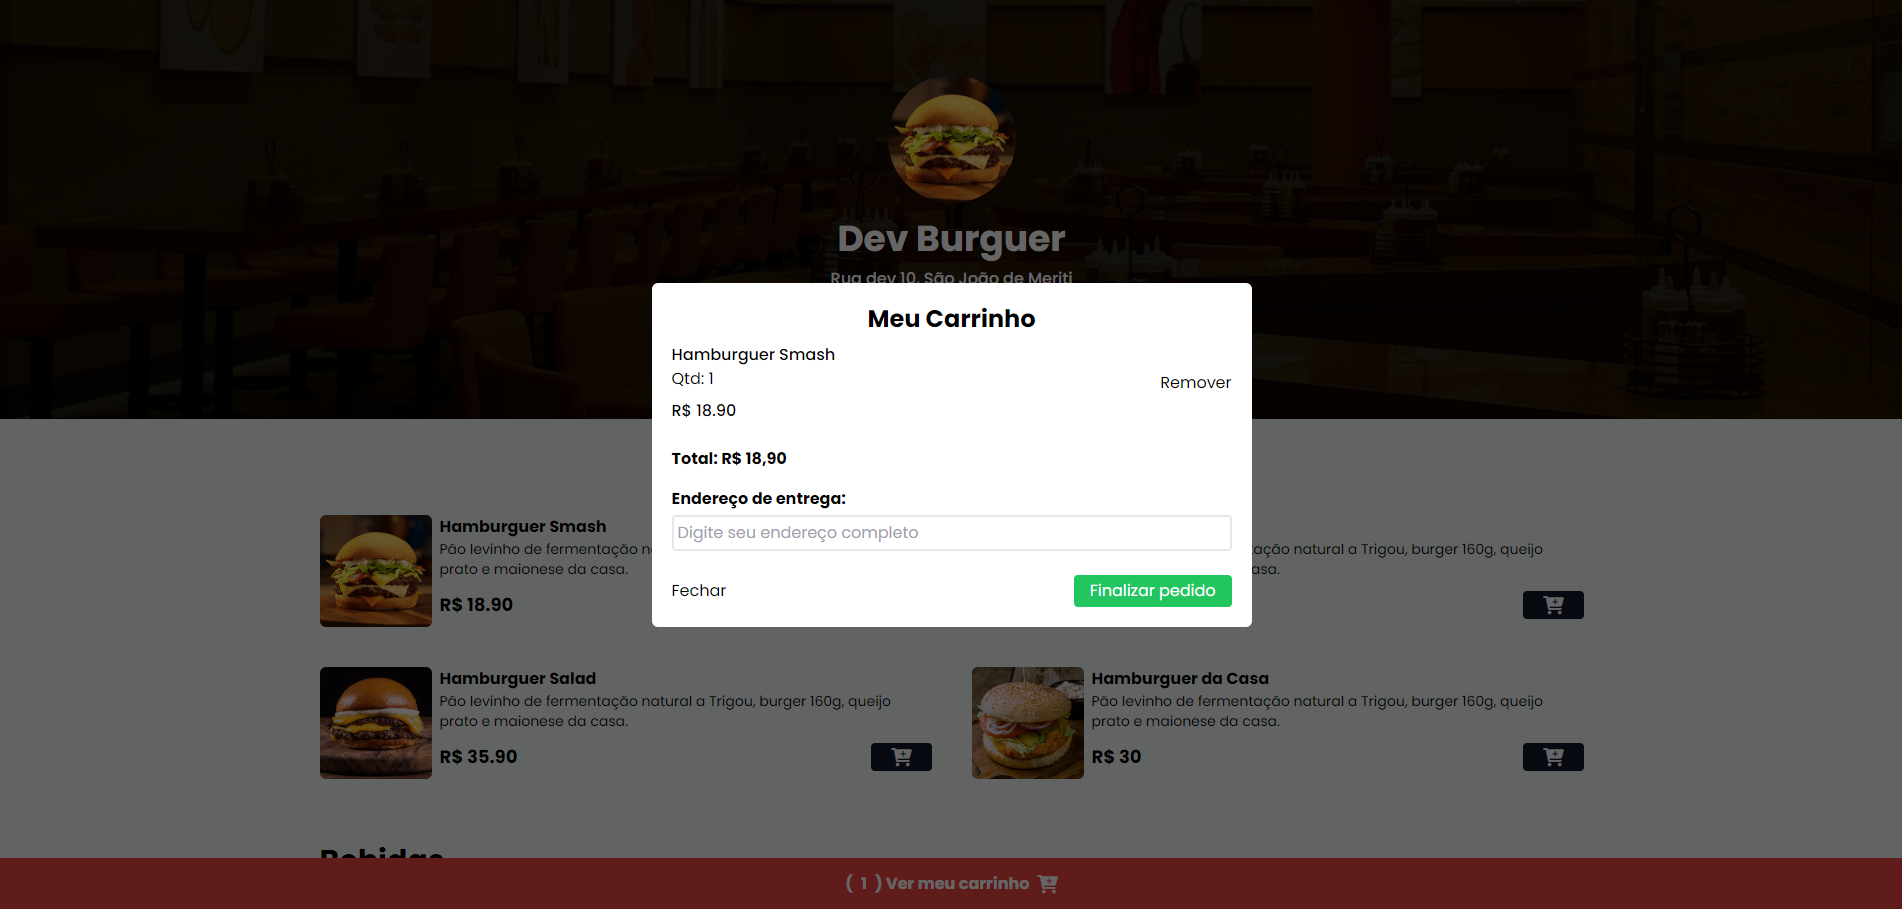 Dev Burguer
Rua dev 10, São João de Meriti
Meu Carrinho
Hamburguer Smash
Qtd: 1
Remover
R$ 18.90
Total: R$ 18,90
Endereço de entrega:
Digite seu endereço completo
Fechar
Finalizar pedido
Hamburguer Smash
Pão levinho de fermentação n
prato e maionese da casa.
R$ 18.90
ação natural a Trigou, burger 160g, queijo
asa.
Hamburguer Salad
Pão levinho de fermentação natural a Trigou, burger 160g, queijo
prato e maionese da casa.
R$ 35.90
Hamburguer da Casa
Pão levinho de fermentação natural a Trigou, burger 160g, queijo
prato e maionese da casa.
R$ 30
Bebidas
( 1 ) Ver meu carrinho